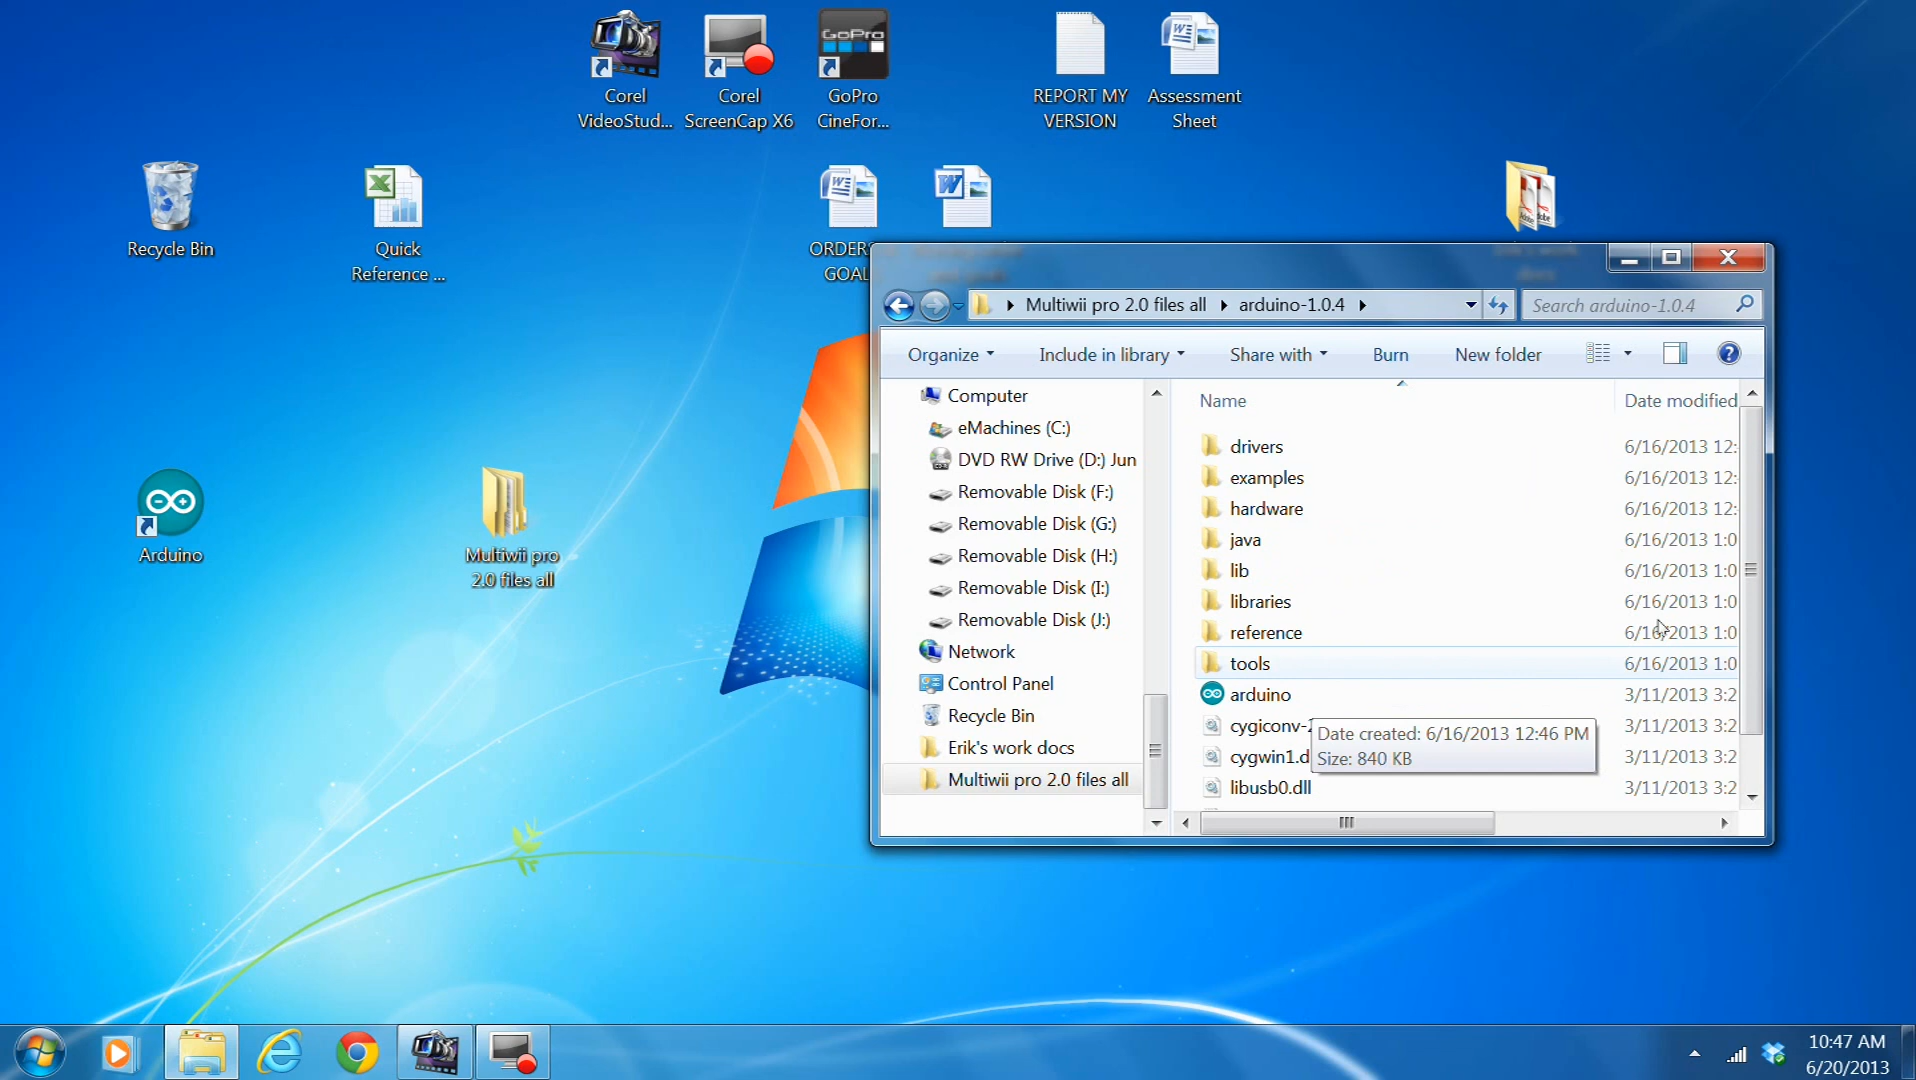 GoPro
Corel
VideoStud...
Corel
ScreenCap X6
GoPro
CineFor...
REPORT MY
VERSION
Assessment
Sheet
Recycle Bin
Quick
Reference ...
ORDERS
GOAL
Arduino
Multiwii pro
2.0 files all
Multiwii pro 2.0 files all
arduino-1.0.4
Search arduino-1.0.4
Organize
Include in library
Share with
Burn
New folder
Computer
eMachines (C:)
DVD RW Drive (D:) Jun
Removable Disk (F:)
Removable Disk (G:)
Removable Disk (H:)
Removable Disk (I:)
Removable Disk (J:)
Network
Control Panel
Recycle Bin
Erik's work docs
Multiwii pro 2.0 files all
Name
Date modified
drivers
6/16/2013 12:
examples
6/16/2013 12:
hardware
6/16/2013 12:
java
6/16/2013 1:0
lib
6/16/2013 1:0
libraries
6/16/2013 1:0
reference
6/16/2013 1:0
tools
6/16/2013 1:0
arduino
3/11/2013 3:2
cygiconv-2
3/11/2013 3:2
cygwin1.d
3/11/2013 3:2
libusb0.dll
3/11/2013 3:2
Date created: 6/16/2013 12:46 PM
Size: 840 KB
10:47 AM
6/20/2013